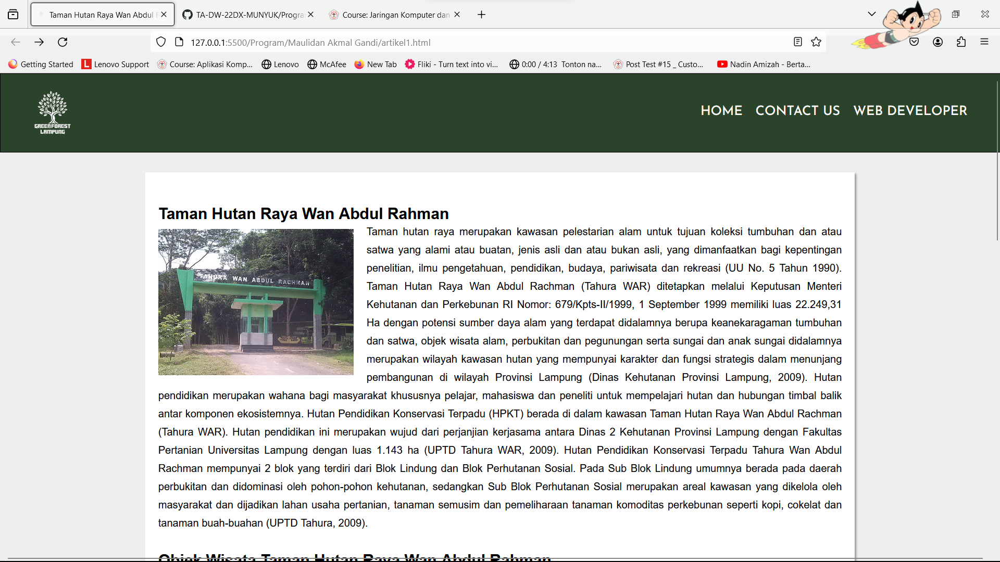 Taman Hutan Raya Wan Abdul R
TA-DW-22DX-MUNYUK/Progra
Course: Jaringan Komputer dan
127.0.0.1:5500/Program/Maulidan Akmal Gandi/artikel1.html
Getting Started
Lenovo Support
Course: Aplikasi Komp...
Lenovo
McAfee
New Tab
Fliki - Turn text into vi...
0:00 / 4:13 Tonton na...
Post Test #15 _ Custo...
Nadin Amizah - Berta...
GREEN FOREST
LAMPUNG
HOME CONTACT US WEB DEVELOPER
Taman Hutan Raya Wan Abdul Rahman
TAHURA WAN ABDUL RACHMAN
Taman hutan raya merupakan kawasan pelestarian alam untuk tujuan koleksi tumbuhan dan atau
satwa yang alami atau buatan, jenis asli dan atau bukan asli, yang dimanfaatkan bagi kepentingan
penelitian, ilmu pengetahuan, pendidikan, budaya, pariwisata dan rekreasi (UU No. 5 Tahun 1990).
Taman Hutan Raya Wan Abdul Rachman (Tahura WAR) ditetapkan melalui Keputusan Menteri
Kehutanan dan Perkebunan RI Nomor: 679/Kpts-II/1999, 1 September 1999 memiliki luas 22.249,31
Ha dengan potensi sumber daya alam yang terdapat didalamnya berupa keanekaragaman tumbuhan
dan satwa, objek wisata alam, perbukitan dan pegunungan serta sungai dan anak sungai didalamnya
merupakan wilayah kawasan hutan yang mempunyai karakter dan fungsi strategis dalam menunjang
pembangunan di wilayah Provinsi Lampung (Dinas Kehutanan Provinsi Lampung, 2009). Hutan
pendidikan merupakan wahana bagi masyarakat khususnya pelajar, mahasiswa dan peneliti untuk mempelajari hutan dan hubungan timbal balik
antar komponen ekosistemnya. Hutan Pendidikan Konservasi Terpadu (HPKT) berada di dalam kawasan Taman Hutan Raya Wan Abdul Rachman
(Tahura WAR). Hutan pendidikan ini merupakan wujud dari perjanjian kerjasama antara Dinas 2 Kehutanan Provinsi Lampung dengan Fakultas
Pertanian Universitas Lampung dengan luas 1.143 ha (UPTD Tahura WAR, 2009). Hutan Pendidikan Konservasi Terpadu Tahura Wan Abdul
Rachman mempunyai 2 blok yang terdiri dari Blok Lindung dan Blok Perhutanan Sosial. Pada Sub Blok Lindung umumnya berada pada daerah
perbukitan dan didominasi oleh pohon-pohon kehutanan, sedangkan Sub Blok Perhutanan Sosial merupakan areal kawasan yang dikelola oleh
masyarakat dan dijadikan lahan usaha pertanian, tanaman semusim dan pemeliharaan tanaman komoditas perkebunan seperti kopi, cokelat dan
tanaman buah-buahan (UPTD Tahura, 2009).
Objek Wisata Taman Hutan Raya Wan Abdul Rahman